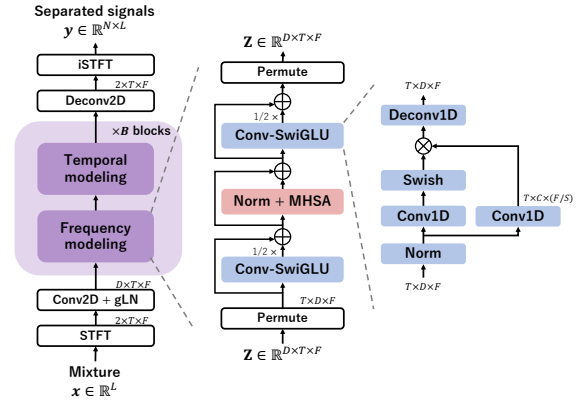 Separated signals
𝒚 ∈ ℝ^{N×L}
iSTFT
2×T×F
Deconv2D
×B blocks
Temporal
modeling
Frequency
modeling
D×T×F
Conv2D + gLN
2×T×F
STFT
Mixture
𝒙 ∈ ℝ^L
𝐙 ∈ ℝ^{D×T×F}
Permute
1/2 ×
Conv-SwiGLU
Norm + MHSA
1/2 ×
Conv-SwiGLU
T×D×F
Permute
𝐙 ∈ ℝ^{D×T×F}
T×D×F
Deconv1D
Swish
T×C×(F/S)
Conv1D
Conv1D
Norm
T×D×F